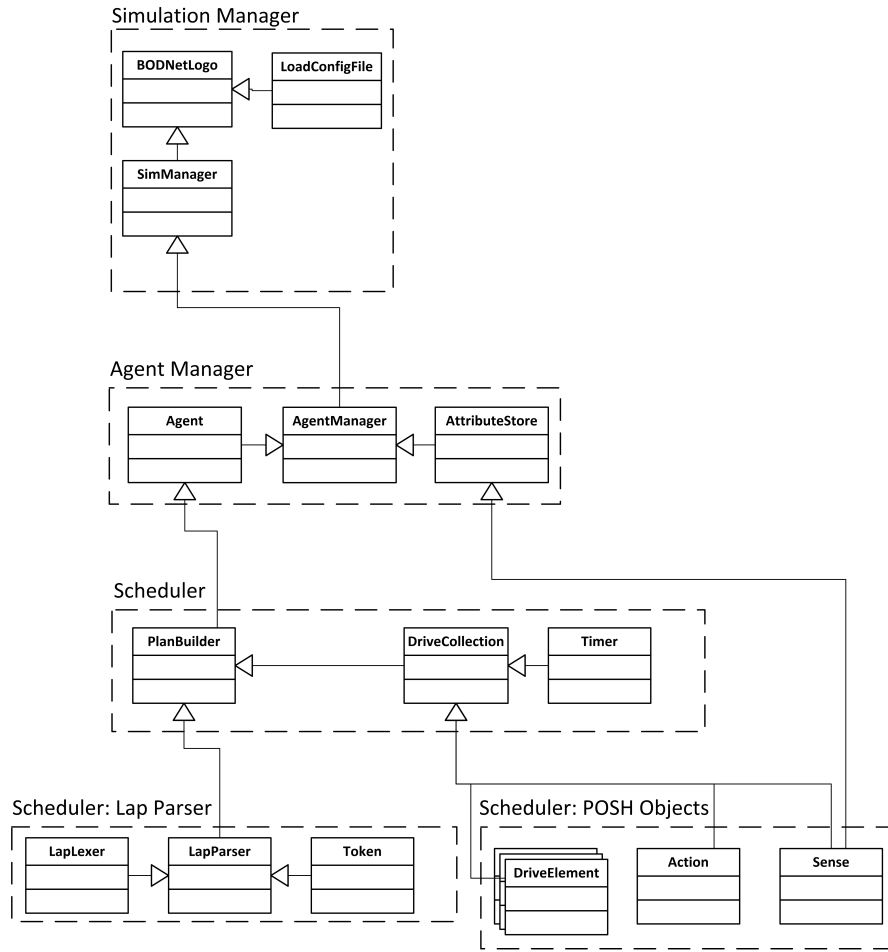 Simulation Manager
BODNetLogo
LoadConfigFile
SimManager
Agent Manager
Agent
AgentManager
AttributeStore
Scheduler
PlanBuilder
DriveCollection
Timer
Scheduler: Lap Parser
Scheduler: POSH Objects
LapLexer
LapParser
Token
DriveElement
Action
Sense